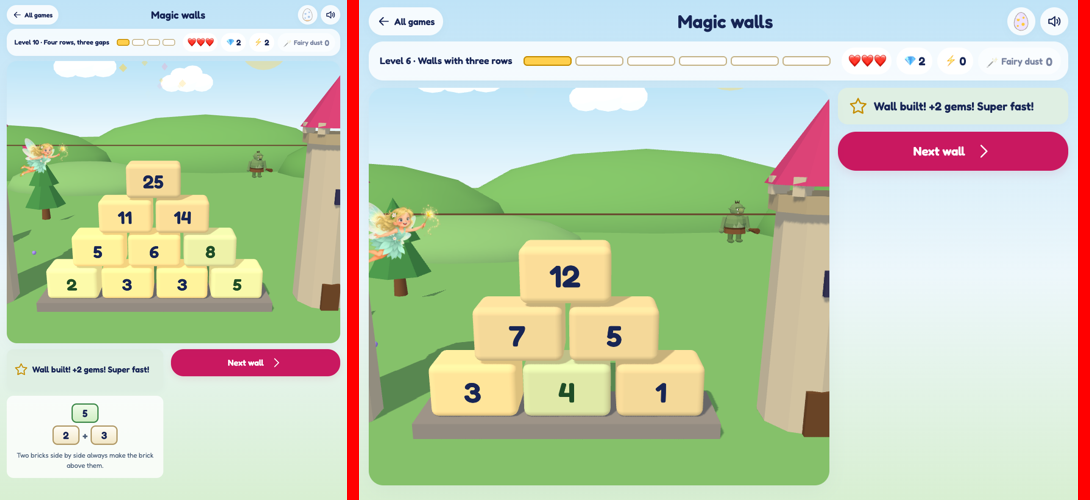 All games
Magic walls
Level 10 · Four rows, three gaps
2
2
Fairy dust 0
25
11 14
5 6 8
2 3 3 5
Wall built! +2 gems! Super fast!
Next wall
5
2 + 3
Two bricks side by side always make the brick
above them.
All games
Magic walls
Level 6 · Walls with three rows
2
0
Fairy dust 0
12
7 5
3 4 1
Wall built! +2 gems! Super fast!
Next wall